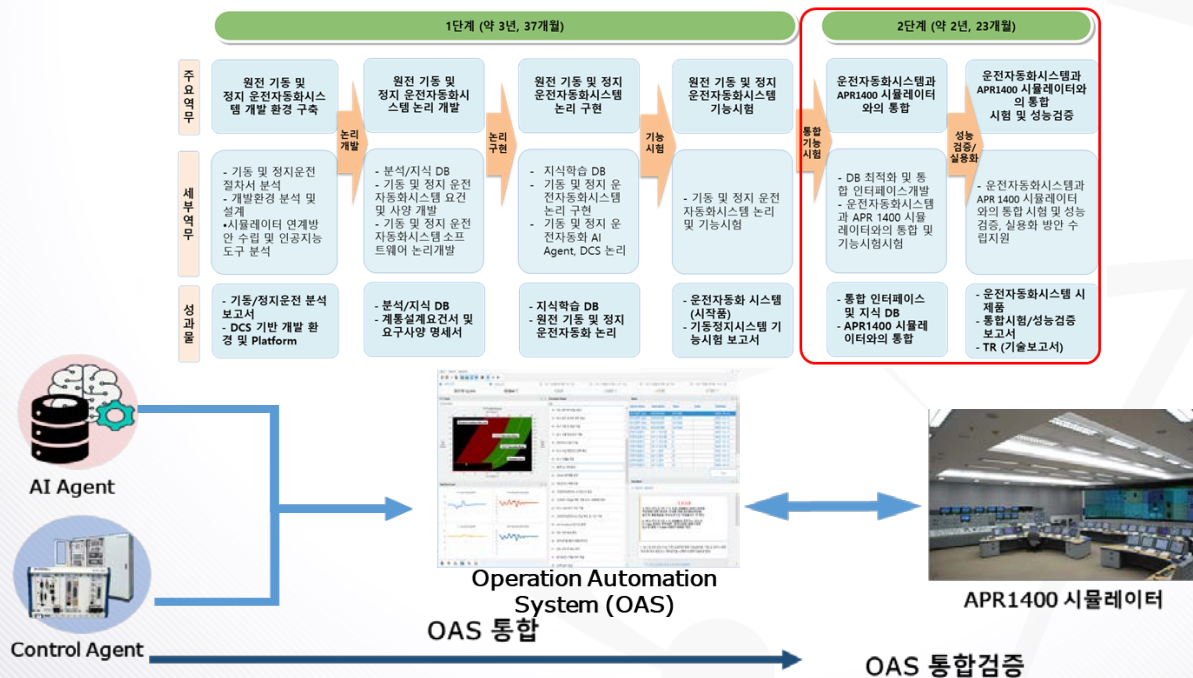 1단계 (약 3년, 37개월)
2단계 (약 2년, 23개월)
주요역무
원전 기동 및
정지 운전자동화시스
템 개발 환경 구축
논리
개발
원전 기동 및
정지 운전자동화시
스템 논리 개발
논리
구현
원전 기동 및 정지
운전자동화시스템
논리 구현
기능
시험
원전 기동 및 정지
운전자동화시스템
기능시험
통합
기능
시험
운전자동화시스템과
APR1400 시뮬레이터
와의 통합
성능
검증/
실용화
운전자동화시스템과
APR1400 시뮬레이터와
의 통합
시험 및 성능검증
세부역무
- 기동 및 정지운전
절차서 분석
- 개발환경 분석 및
설계
•시뮬레이터 연계방
안 수립 및 인공지능
도구 분석
- 분석/지식 DB
- 기동 및 정지 운전
자동화시스템 요건
및 사양 개발
- 기동 및 정지 운전
자동화시스템 소프
트웨어 논리개발
- 지식학습 DB
- 기동 및 정지 운
전자동화시스템
논리 구현
- 기동 및 정지 운
전자동화 AI
Agent, DCS 논리
- 기동 및 정지 운전
자동화시스템 논리
및 기능시험
- DB 최적화 및 통
합 인터페이스개발
- 운전자동화시스템
과 APR 1400 시뮬
레이터와의 통합 및
기능시험시험
- 운전자동화시스템과
APR 1400 시뮬레이터
와의 통합 시험 및 성능
검증, 실용화 방안 수
립지원
성과물
- 기동/정지운전 분석
보고서
- DCS 기반 개발 환
경 및 Platform
- 분석/지식 DB
- 계통설계요건서 및
요구사양 명세서
- 지식학습 DB
- 원전 기동 및 정지
운전자동화 논리
- 운전자동화 시스템
(시작품)
- 기동정지시스템 기
능시험 보고서
- 통합 인터페이스
및 지식 DB
- APR1400 시뮬레
이터와의 통합
- 운전자동화시스템 시
제품
- 통합시험/성능검증
보고서
- TR (기술보고서)
AI Agent
Control Agent
Operation Automation
System (OAS)
APR1400 시뮬레이터
OAS 통합
OAS 통합검증